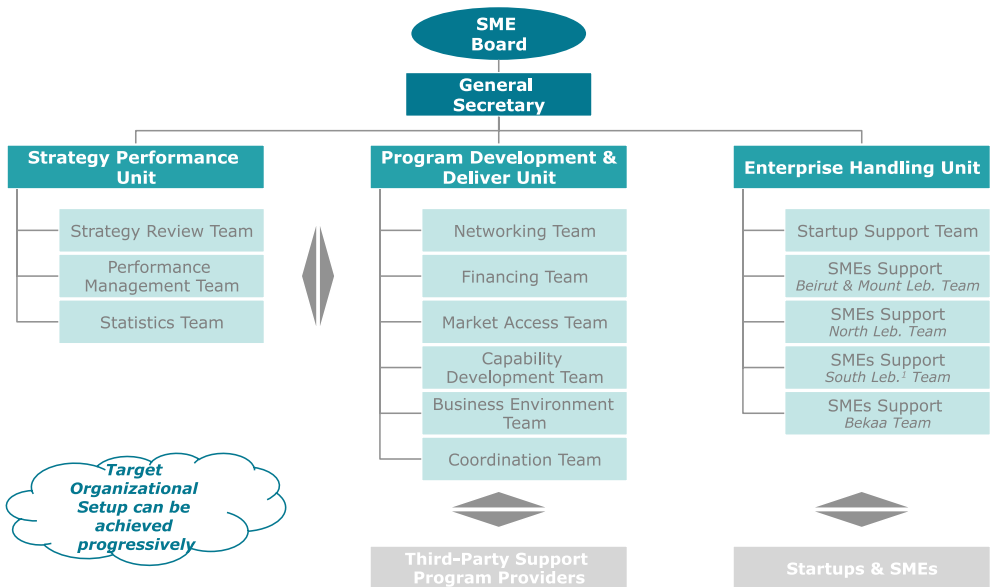 SME
Board
General
Secretary
Strategy Performance
Unit
Strategy Review Team
Performance
Management Team
Statistics Team
Program Development &
Deliver Unit
Networking Team
Financing Team
Market Access Team
Capability
Development Team
Business Environment
Team
Coordination Team
Enterprise Handling Unit
Startup Support Team
SMEs Support
Beirut & Mount Leb. Team
SMEs Support
North Leb. Team
SMEs Support
South Leb.¹ Team
SMEs Support
Bekaa Team
Target
Organizational
Setup can be
achieved
progressively
Third-Party Support
Program Providers
Startups & SMEs